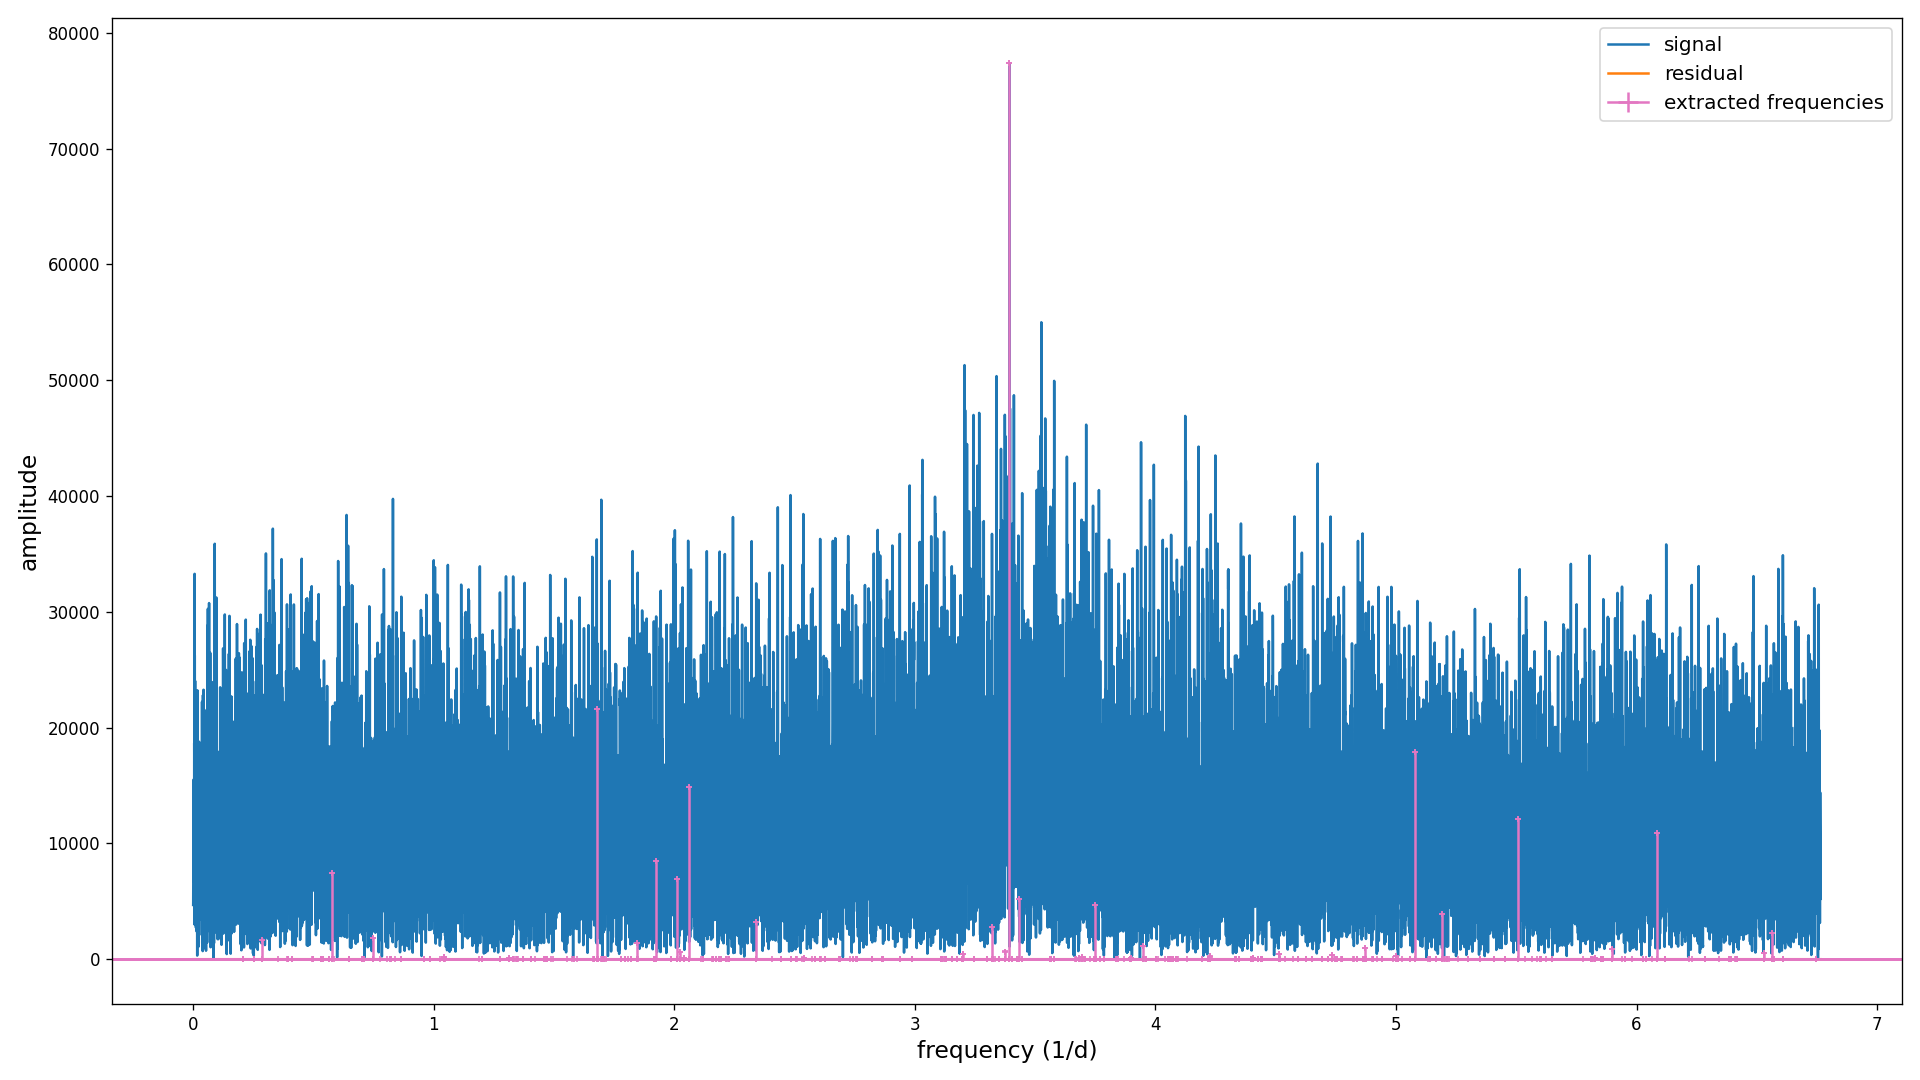 80000
70000
60000
50000
40000
30000
20000
10000
0
amplitude
signal
residual
extracted frequencies
0 1 2 3 4 5 6 7
frequency (1/d)